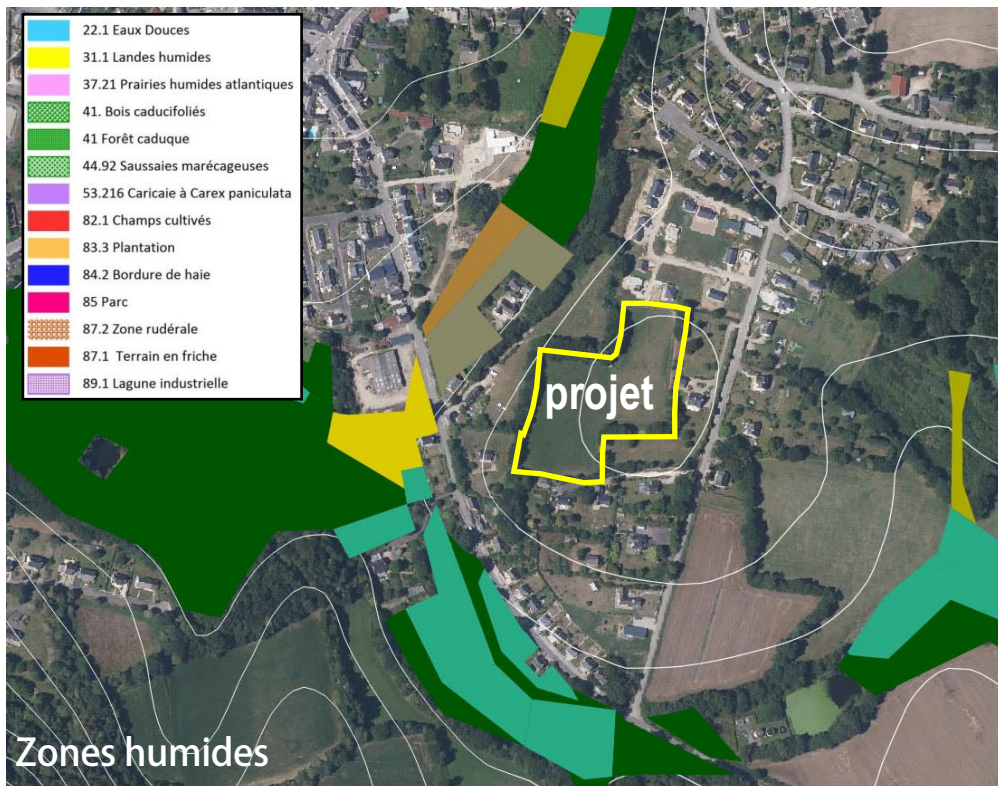 22.1 Eaux Douces
31.1 Landes humides
37.21 Prairies humides atlantiques
41. Bois caducifoliés
41 Forêt caduque
44.92 Saussaies marécageuses
53.216 Caricaie à Carex paniculata
82.1 Champs cultivés
83.3 Plantation
84.2 Bordure de haie
85 Parc
87.2 Zone rudérale
87.1 Terrain en friche
89.1 Lagune industrielle
projet
Zones humides